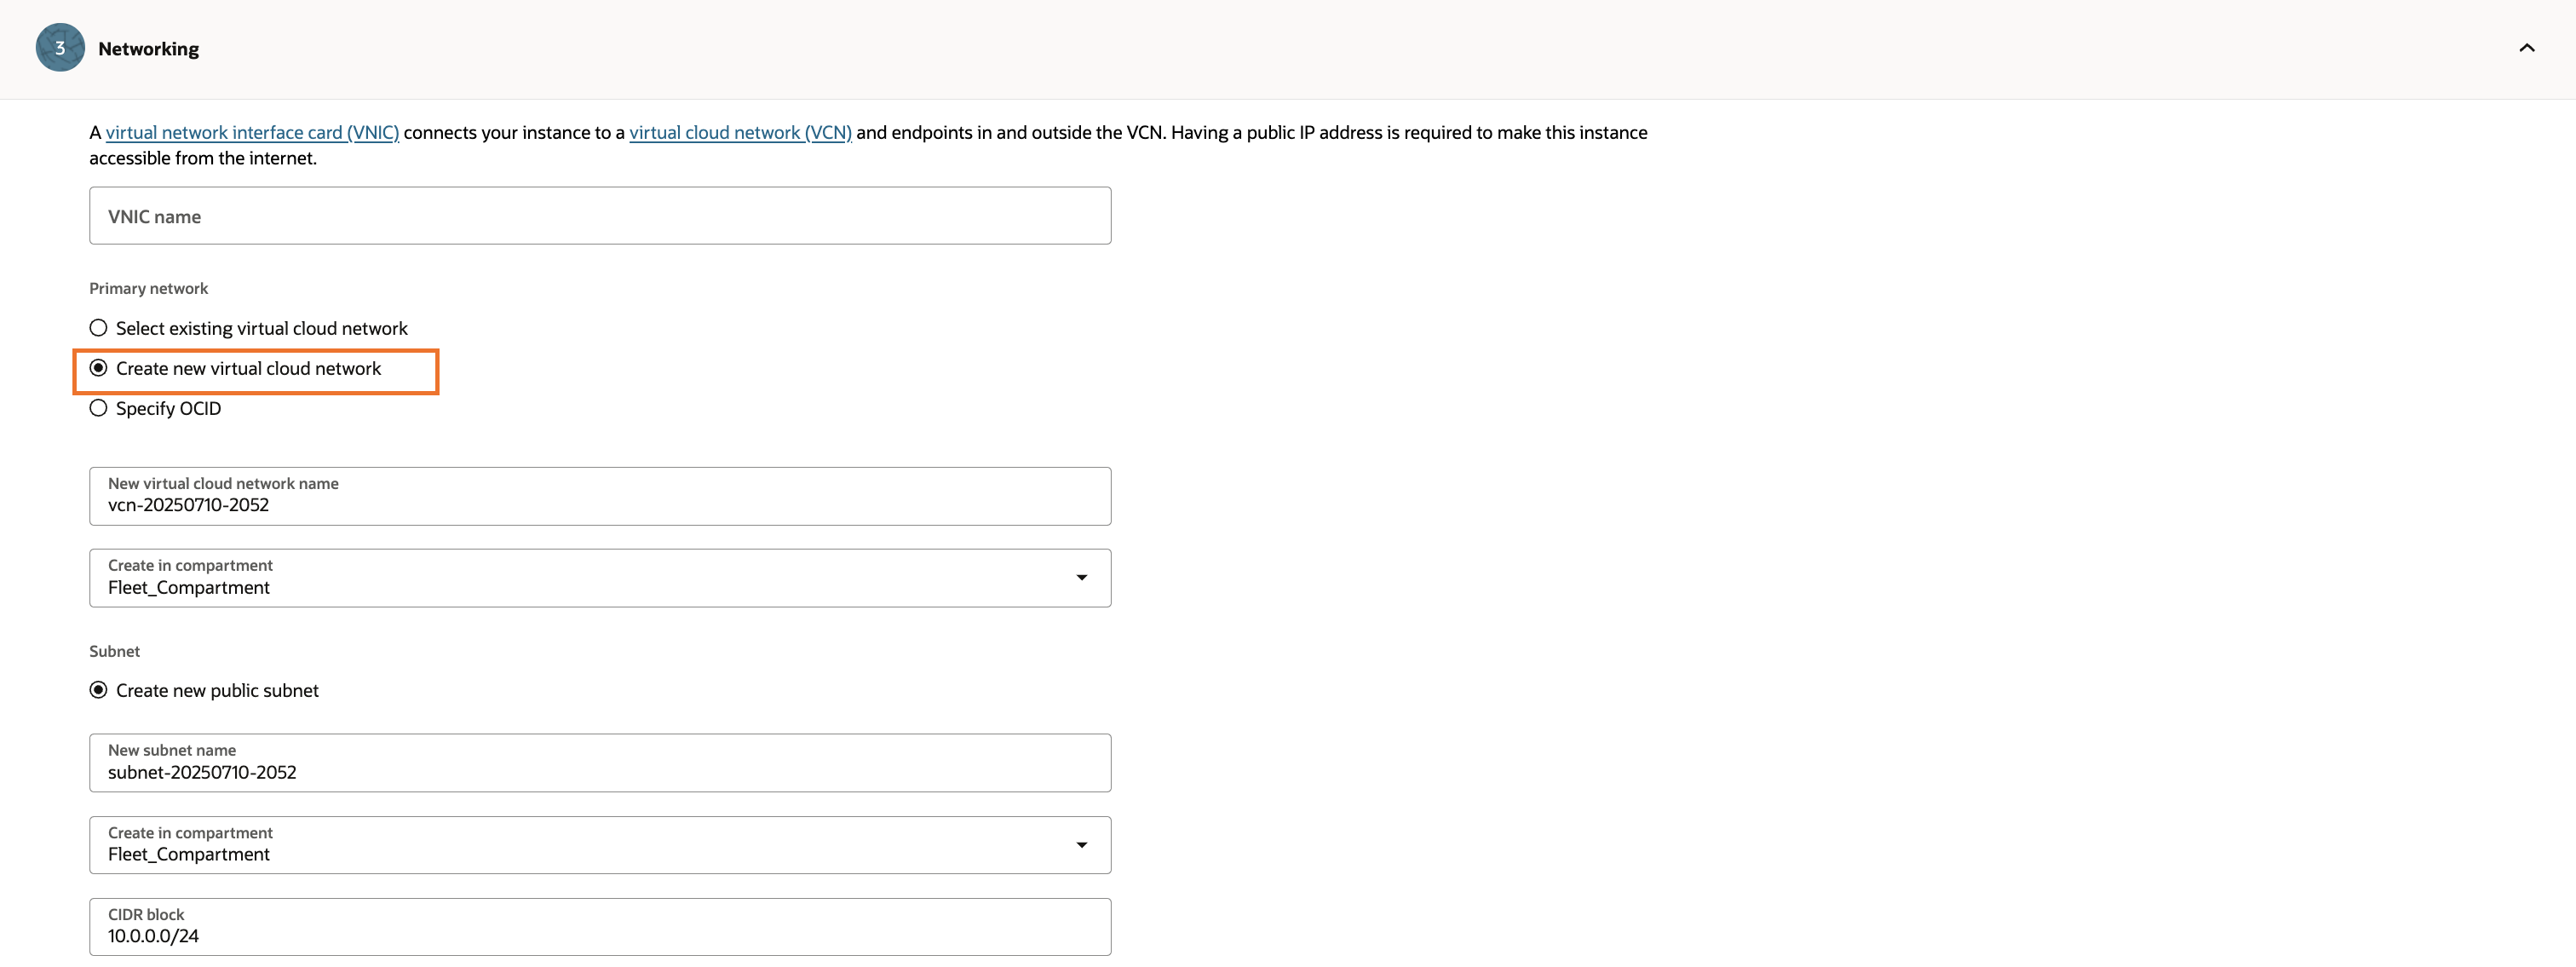 3
Networking
A virtual network interface card (VNIC) connects your instance to a virtual cloud network (VCN) and endpoints in and outside the VCN. Having a public IP address is required to make this instance
accessible from the internet.
VNIC name
Primary network
Select existing virtual cloud network
Create new virtual cloud network
Specify OCID
New virtual cloud network name
vcn-20250710-2052
Create in compartment
Fleet_Compartment
Subnet
Create new public subnet
New subnet name
subnet-20250710-2052
Create in compartment
Fleet_Compartment
CIDR block
10.0.0.0/24